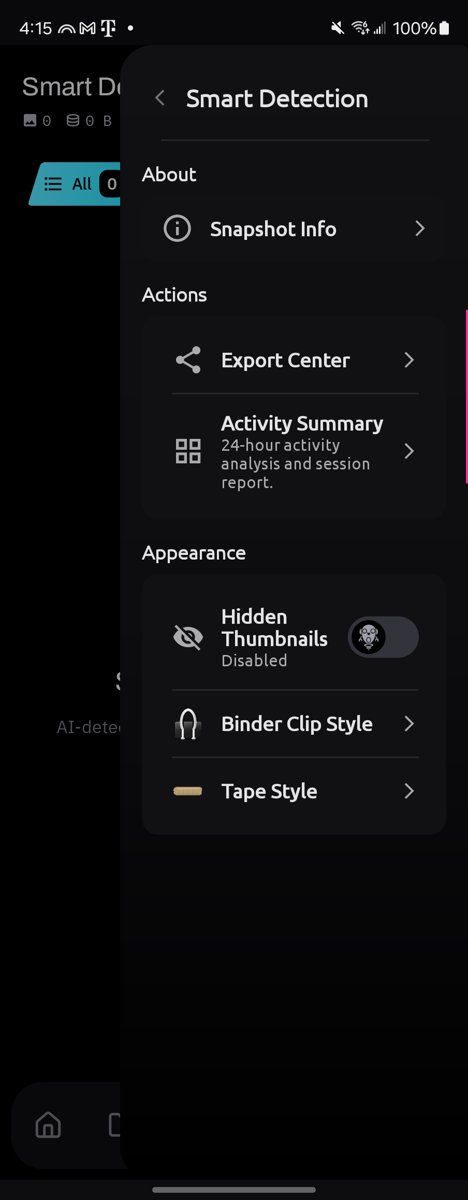 4:15
100%
Smart De
0 0 B
All 0
AI-dete
Smart Detection
About
Snapshot Info
Actions
Export Center
Activity Summary
24-hour activity
analysis and session
report.
Appearance
Hidden
Thumbnails
Disabled
Binder Clip Style
Tape Style